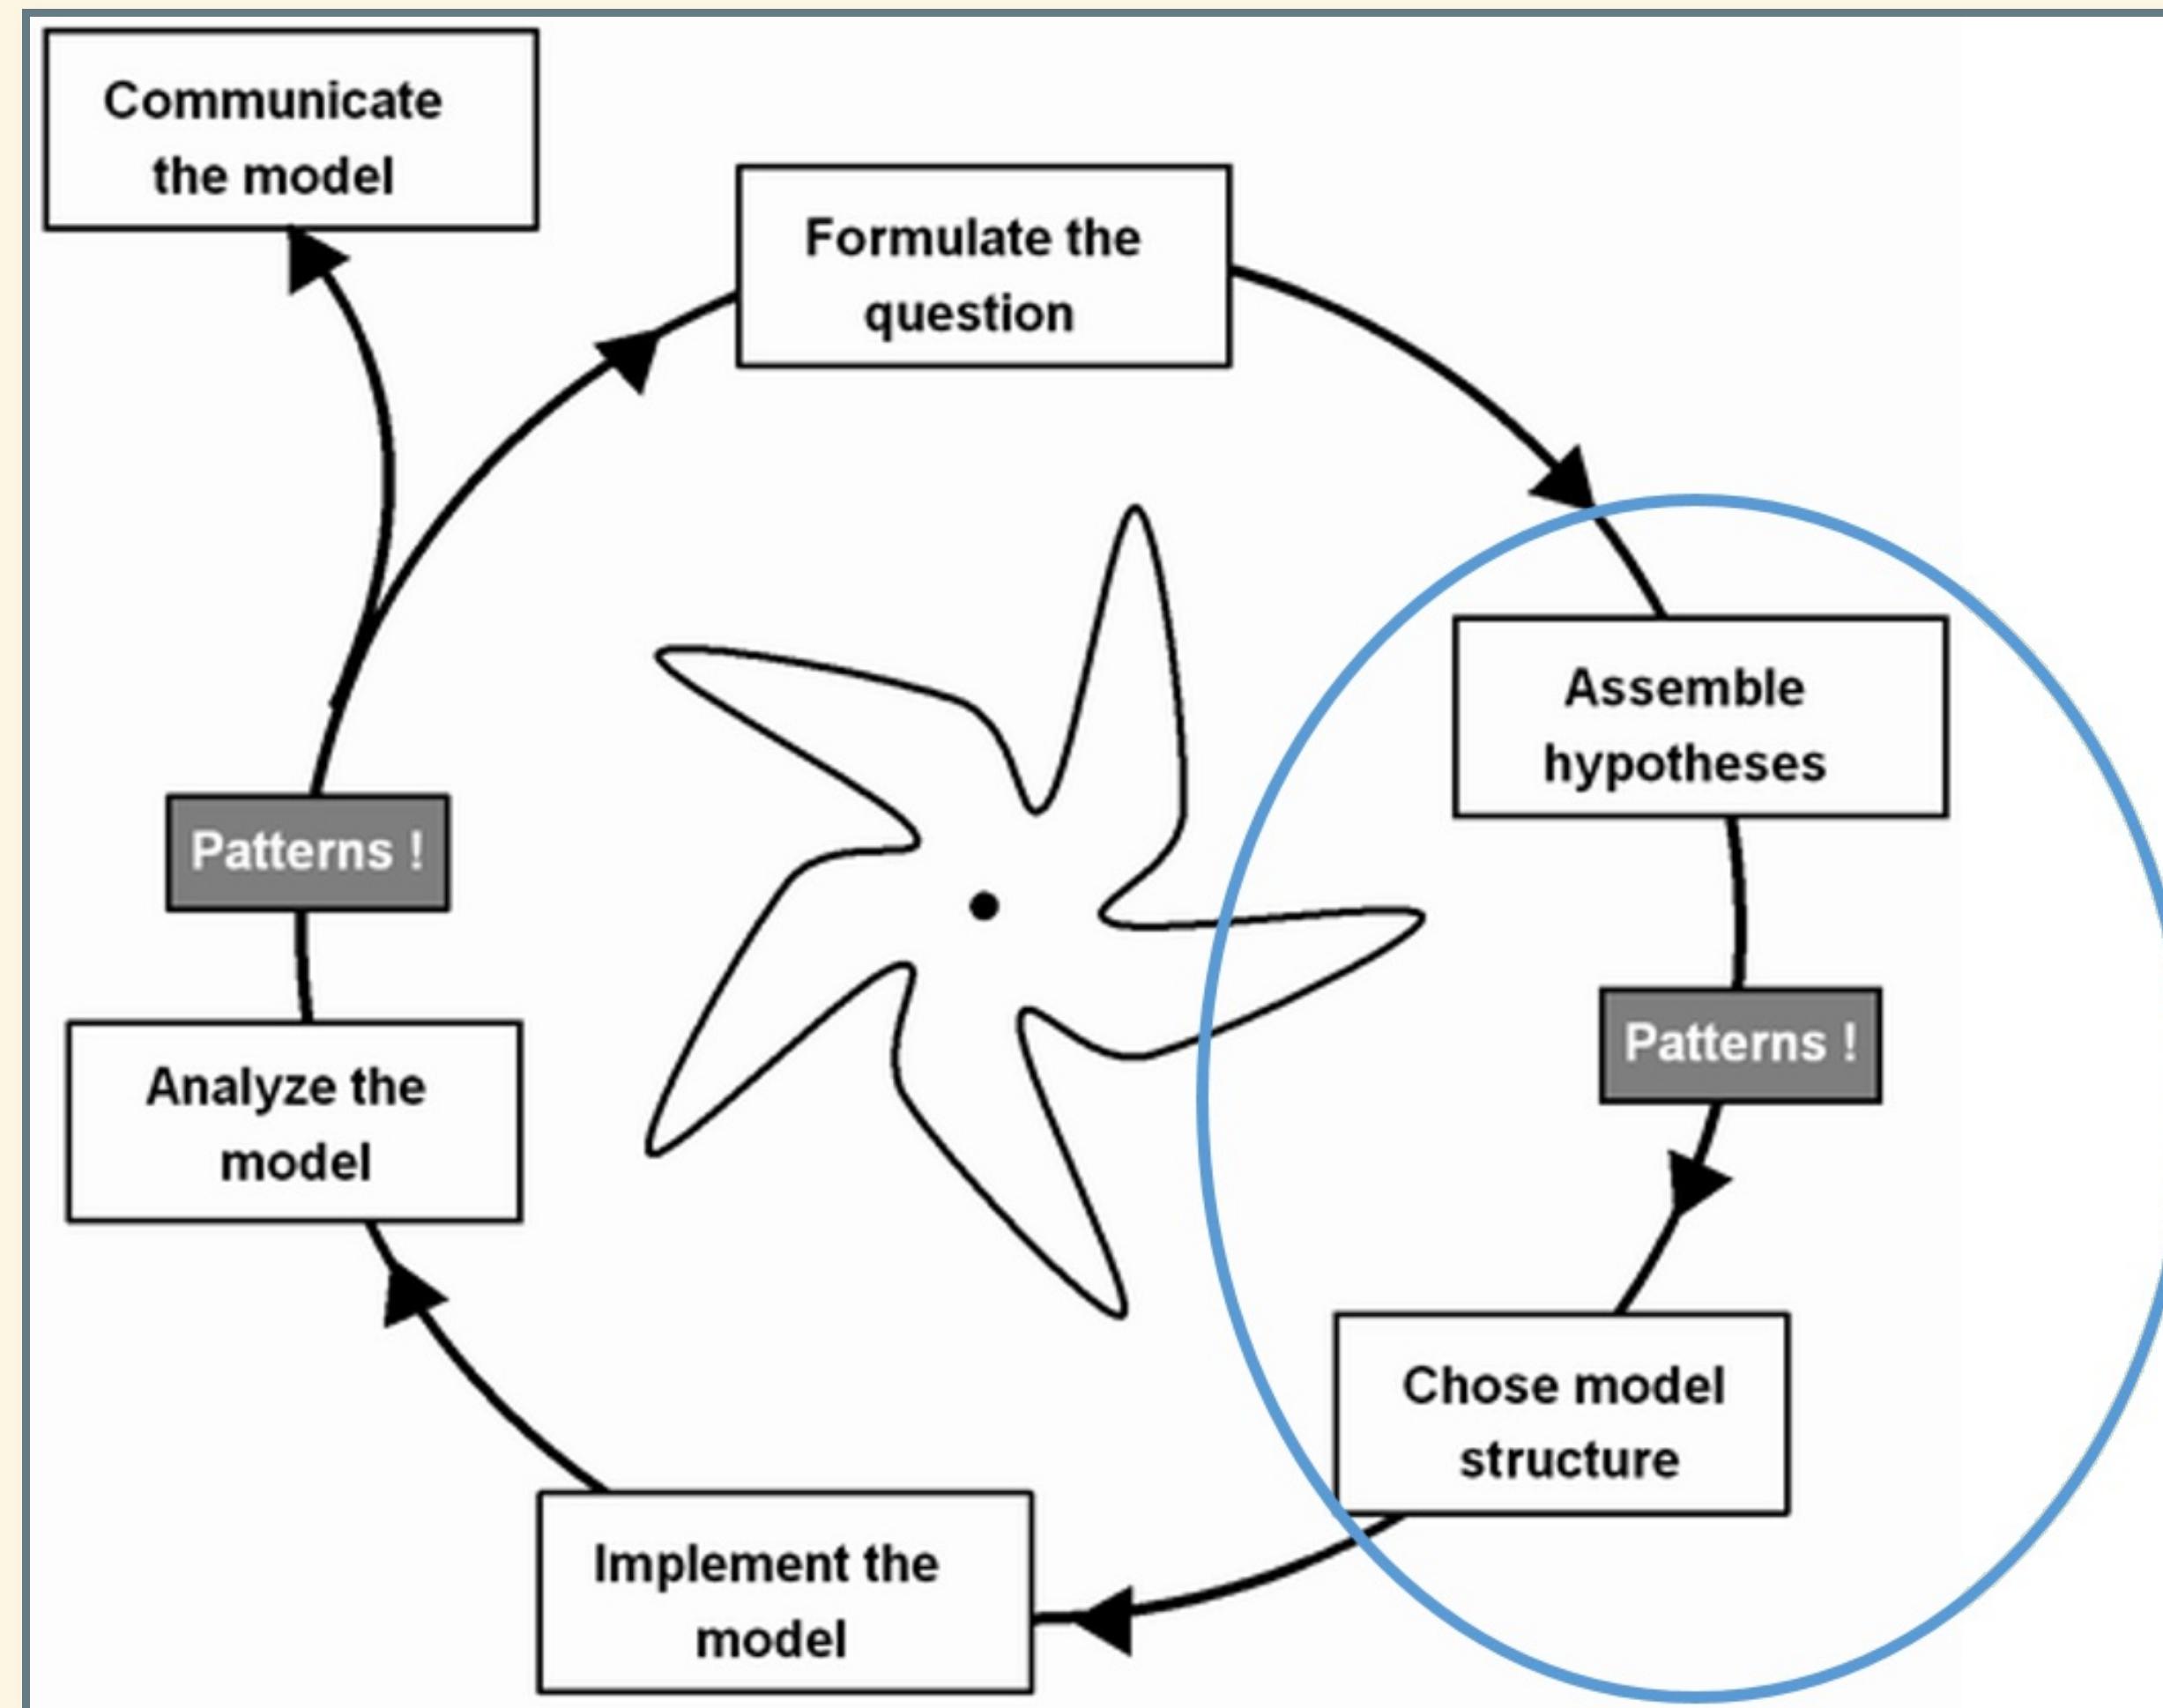 Communicate
the model
Formulate the
question
Assemble
hypotheses
Patterns !
Patterns !
Analyze the
model
Chose model
structure
Implement the
model